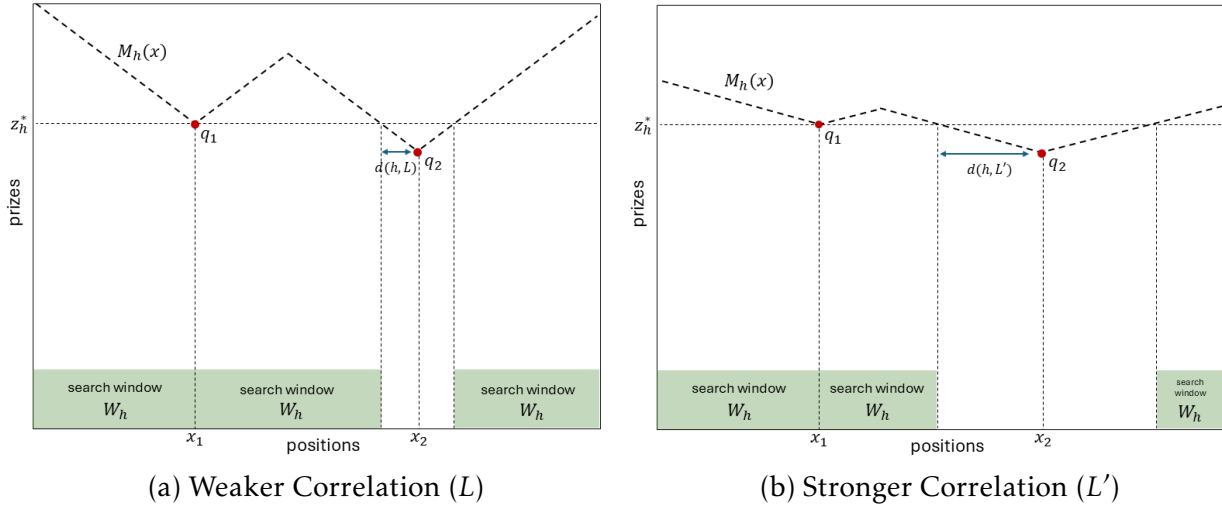 M_h(x)
z_h^*
q_1
q_2
d(h, L)
prizes
search window
W_h
search window
W_h
search window
W_h
x_1
positions
x_2
(a) Weaker Correlation (L)
M_h(x)
z_h^*
q_1
q_2
d(h, L')
prizes
search window
W_h
search window
W_h
search
window
W_h
x_1
positions
x_2
(b) Stronger Correlation (L')